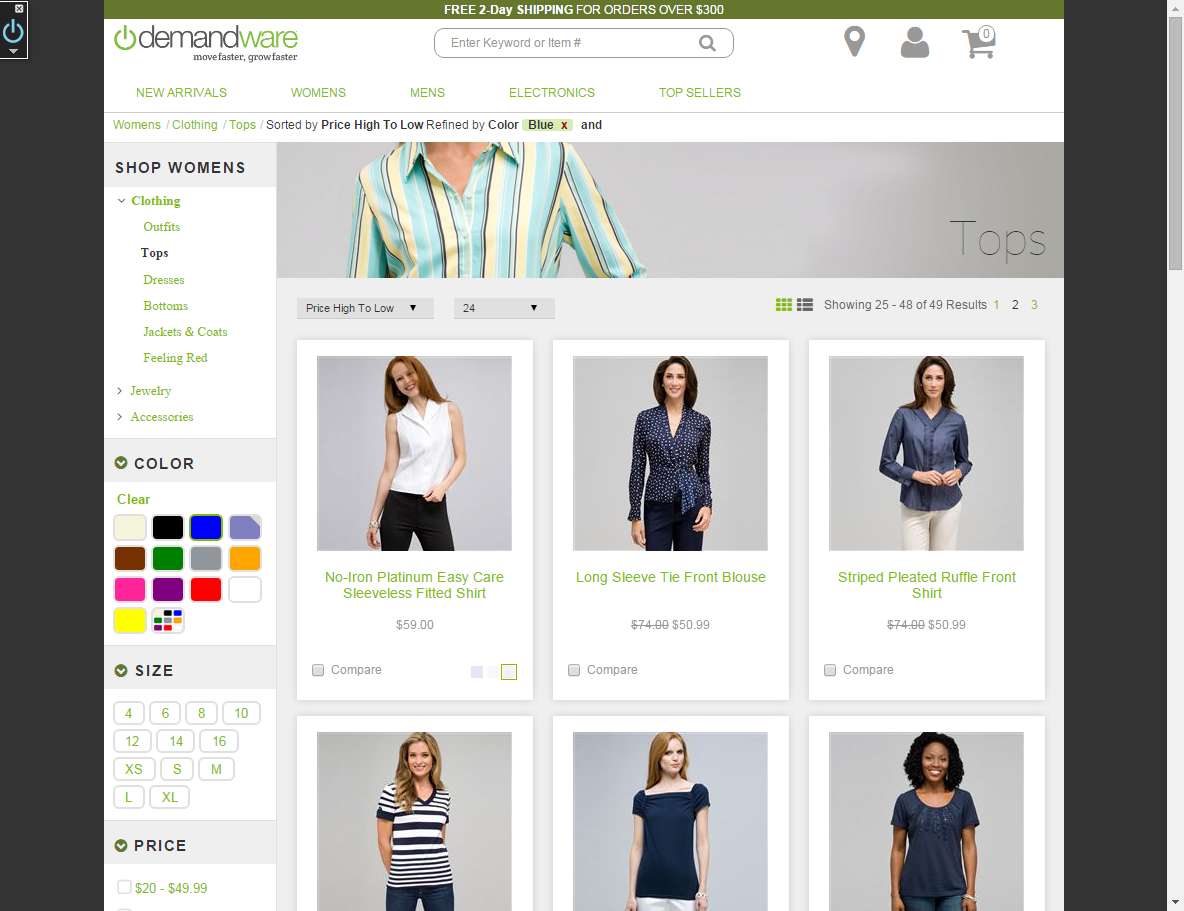 FREE 2-Day SHIPPING FOR ORDERS OVER $300
demandware
move faster, grow faster
Enter Keyword or Item #
0
NEW ARRIVALS WOMENS MENS ELECTRONICS TOP SELLERS
Womens / Clothing / Tops / Sorted by Price High To Low Refined by Color Blue x and
SHOP WOMENS
Clothing
Outfits
Tops
Dresses
Bottoms
Jackets & Coats
Feeling Red
Jewelry
Accessories
COLOR
Clear
SIZE
4 6 8 10
12 14 16
XS S M
L XL
PRICE
$20 - $49.99
Tops
Price High To Low 24 Showing 25 - 48 of 49 Results 1 2 3
No-Iron Platinum Easy Care
Sleeveless Fitted Shirt
$59.00
Compare
Long Sleeve Tie Front Blouse
$74.00 $50.99
Compare
Striped Pleated Ruffle Front
Shirt
$74.00 $50.99
Compare